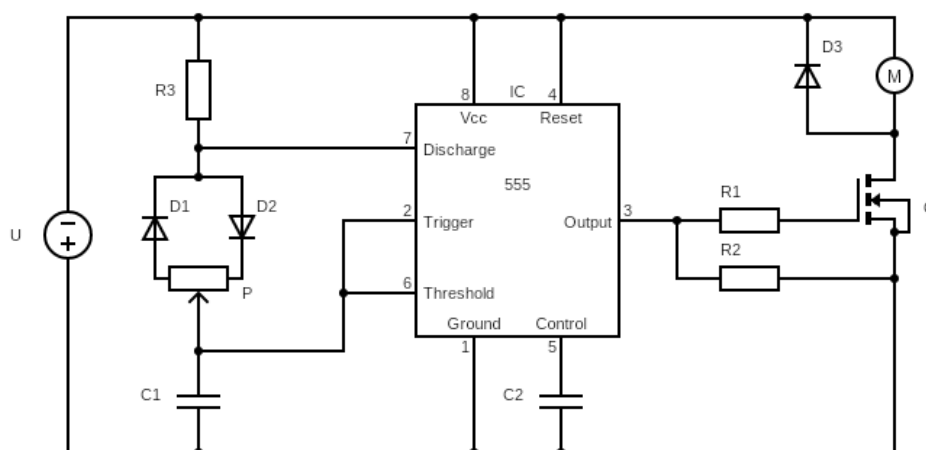 D3
M
R3
8
IC
4
Vcc
Reset
7
Discharge
555
D1
D2
R1
2
Trigger
Output
3
U
−
+
R2
6
Threshold
P
Ground
Control
1
5
C1
C2